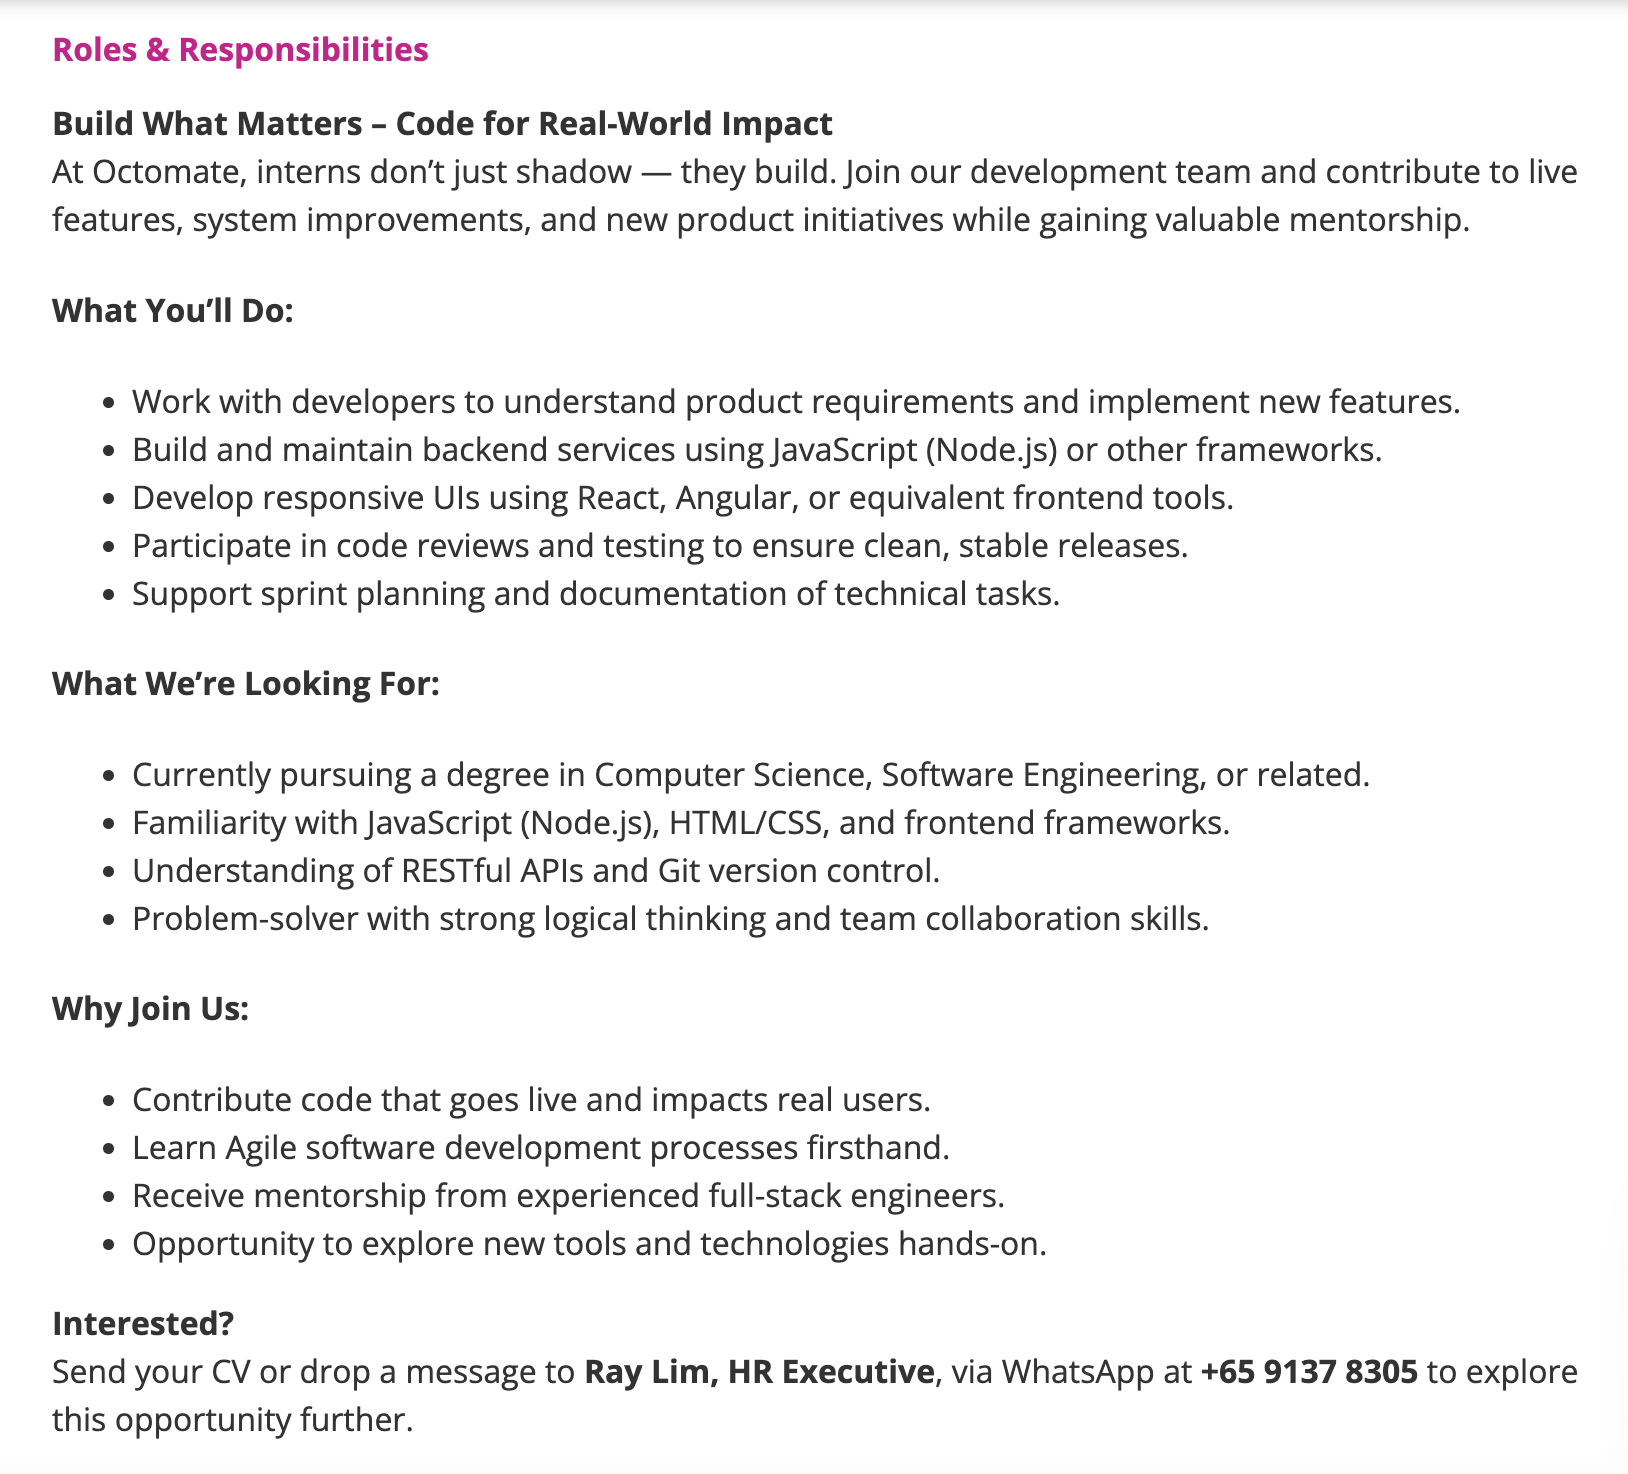 Roles & Responsibilities
Build What Matters – Code for Real-World Impact
At Octomate, interns don’t just shadow — they build. Join our development team and contribute to live
features, system improvements, and new product initiatives while gaining valuable mentorship.
What You’ll Do:
• Work with developers to understand product requirements and implement new features.
• Build and maintain backend services using JavaScript (Node.js) or other frameworks.
• Develop responsive UIs using React, Angular, or equivalent frontend tools.
• Participate in code reviews and testing to ensure clean, stable releases.
• Support sprint planning and documentation of technical tasks.
What We’re Looking For:
• Currently pursuing a degree in Computer Science, Software Engineering, or related.
• Familiarity with JavaScript (Node.js), HTML/CSS, and frontend frameworks.
• Understanding of RESTful APIs and Git version control.
• Problem-solver with strong logical thinking and team collaboration skills.
Why Join Us:
• Contribute code that goes live and impacts real users.
• Learn Agile software development processes firsthand.
• Receive mentorship from experienced full-stack engineers.
• Opportunity to explore new tools and technologies hands-on.
Interested?
Send your CV or drop a message to Ray Lim, HR Executive, via WhatsApp at +65 9137 8305 to explore
this opportunity further.